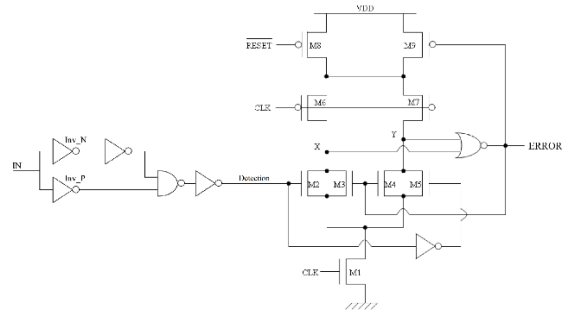 VDD
RESET
M8
M9
CLK
M6
M7
Inv_N
X
Y
ERROR
IN
Inv_P
Detection
M2
M3
M4
M5
CLK
M1